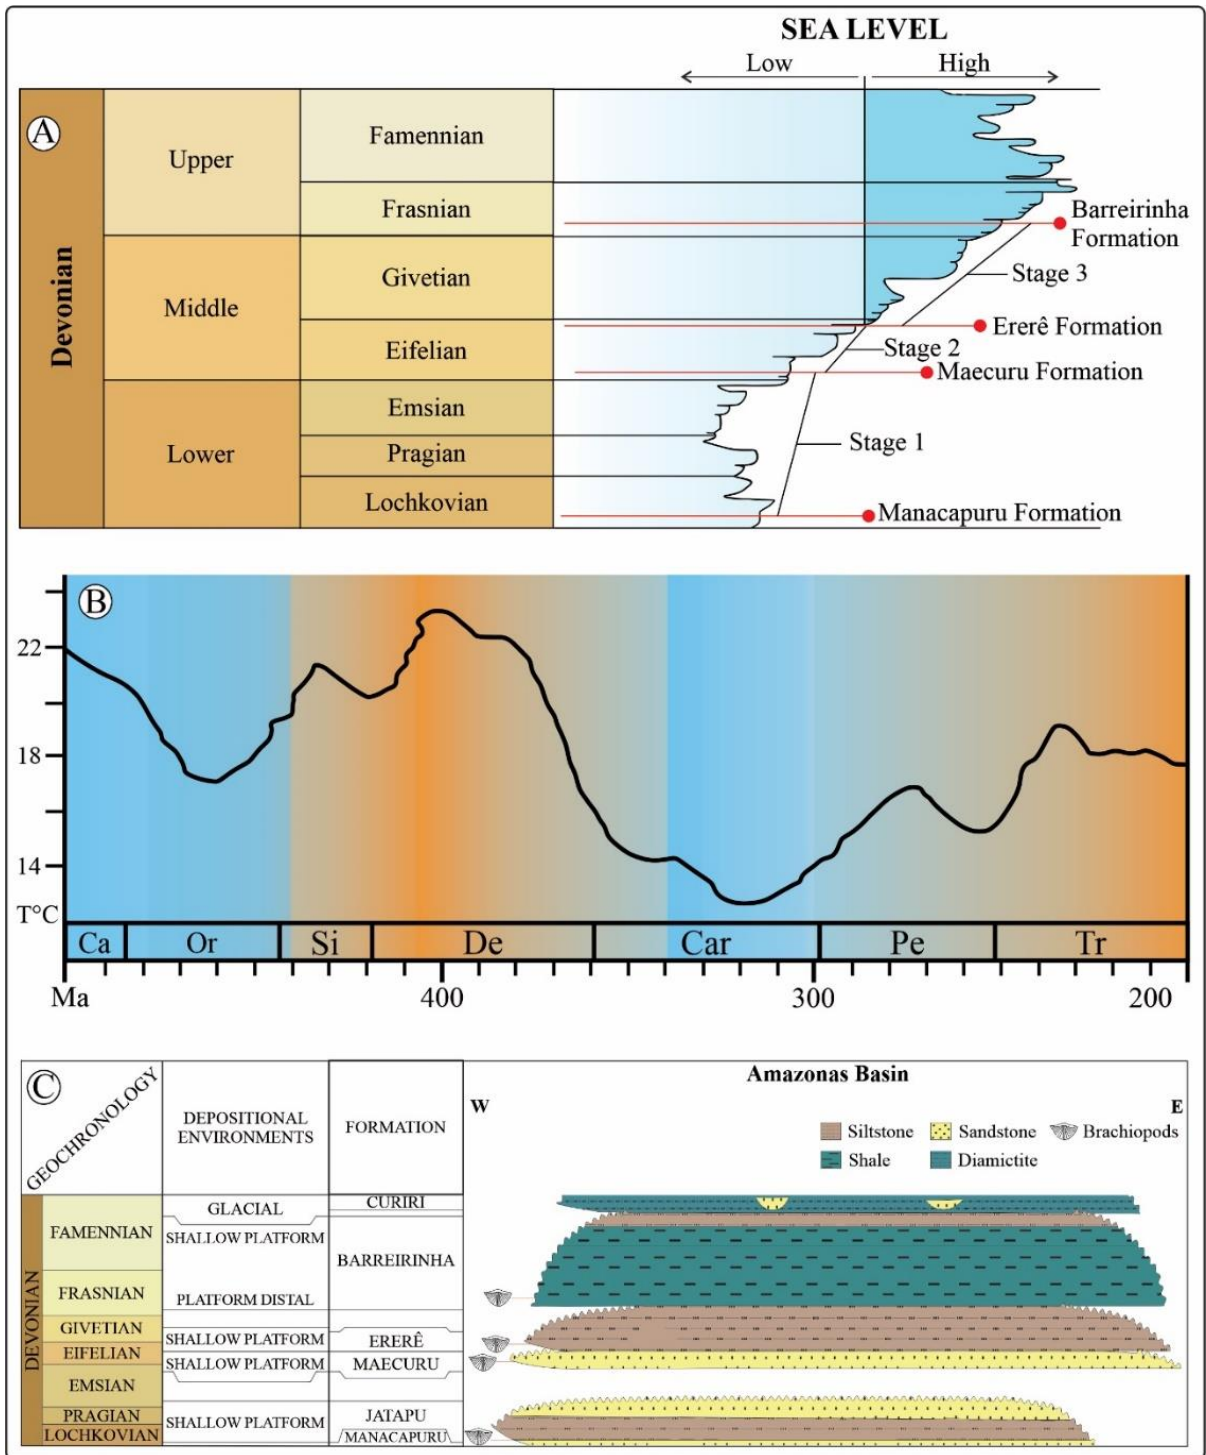 SEA LEVEL
Low High
A
Devonian
Upper
Middle
Lower
Famennian
Frasnian
Givetian
Eifelian
Emsian
Pragian
Lochkovian
Barreirinha
Formation
Stage 3
Ererê Formation
Stage 2
Maecuru Formation
Stage 1
Manacapuru Formation
B
22
18
14
T°C
Ca Or Si De Car Pe Tr
Ma 400 300 200
C
GEOCHRONOLOGY
DEPOSITIONAL
ENVIRONMENTS
FORMATION
Amazonas Basin
W E
Siltstone Sandstone Brachiopods
Shale Diamictite
DEVONIAN
FAMENNIAN
FRASNIAN
GIVETIAN
EIFELIAN
EMSIAN
PRAGIAN
LOCHKOVIAN
GLACIAL
SHALLOW PLATFORM
PLATFORM DISTAL
SHALLOW PLATFORM
SHALLOW PLATFORM
SHALLOW PLATFORM
CURIRI
BARREIRINHA
ERERÊ
MAECURU
JATAPU
MANACAPURU